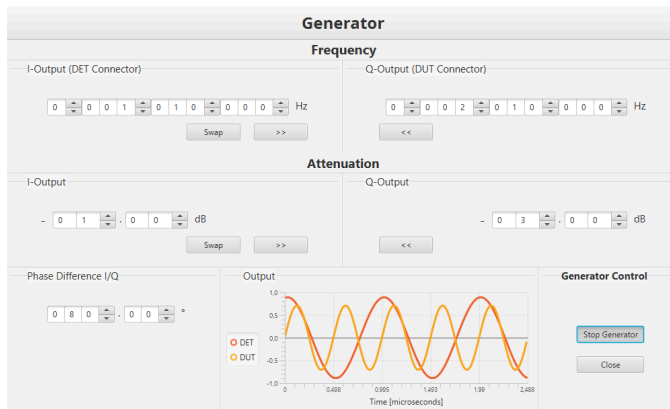 Generator
Frequency
I-Output (DET Connector)
Q-Output (DUT Connector)
0 0 0 1 0 1 0 0 0 0 Hz
0 0 0 2 0 1 0 0 0 0 Hz
Swap >>
<<
Attenuation
I-Output
Q-Output
- 0 1 . 0 0 dB
- 0 3 . 0 0 dB
Swap >>
<<
Phase Difference I/Q
Output
Generator Control
0 8 0 . 0 0 °
1,0
0,5
0,0
-0,5
-1,0
DET
DUT
0 0,498 0,995 1,493 1,99 2,488
Time [microseconds]
Stop Generator
Close